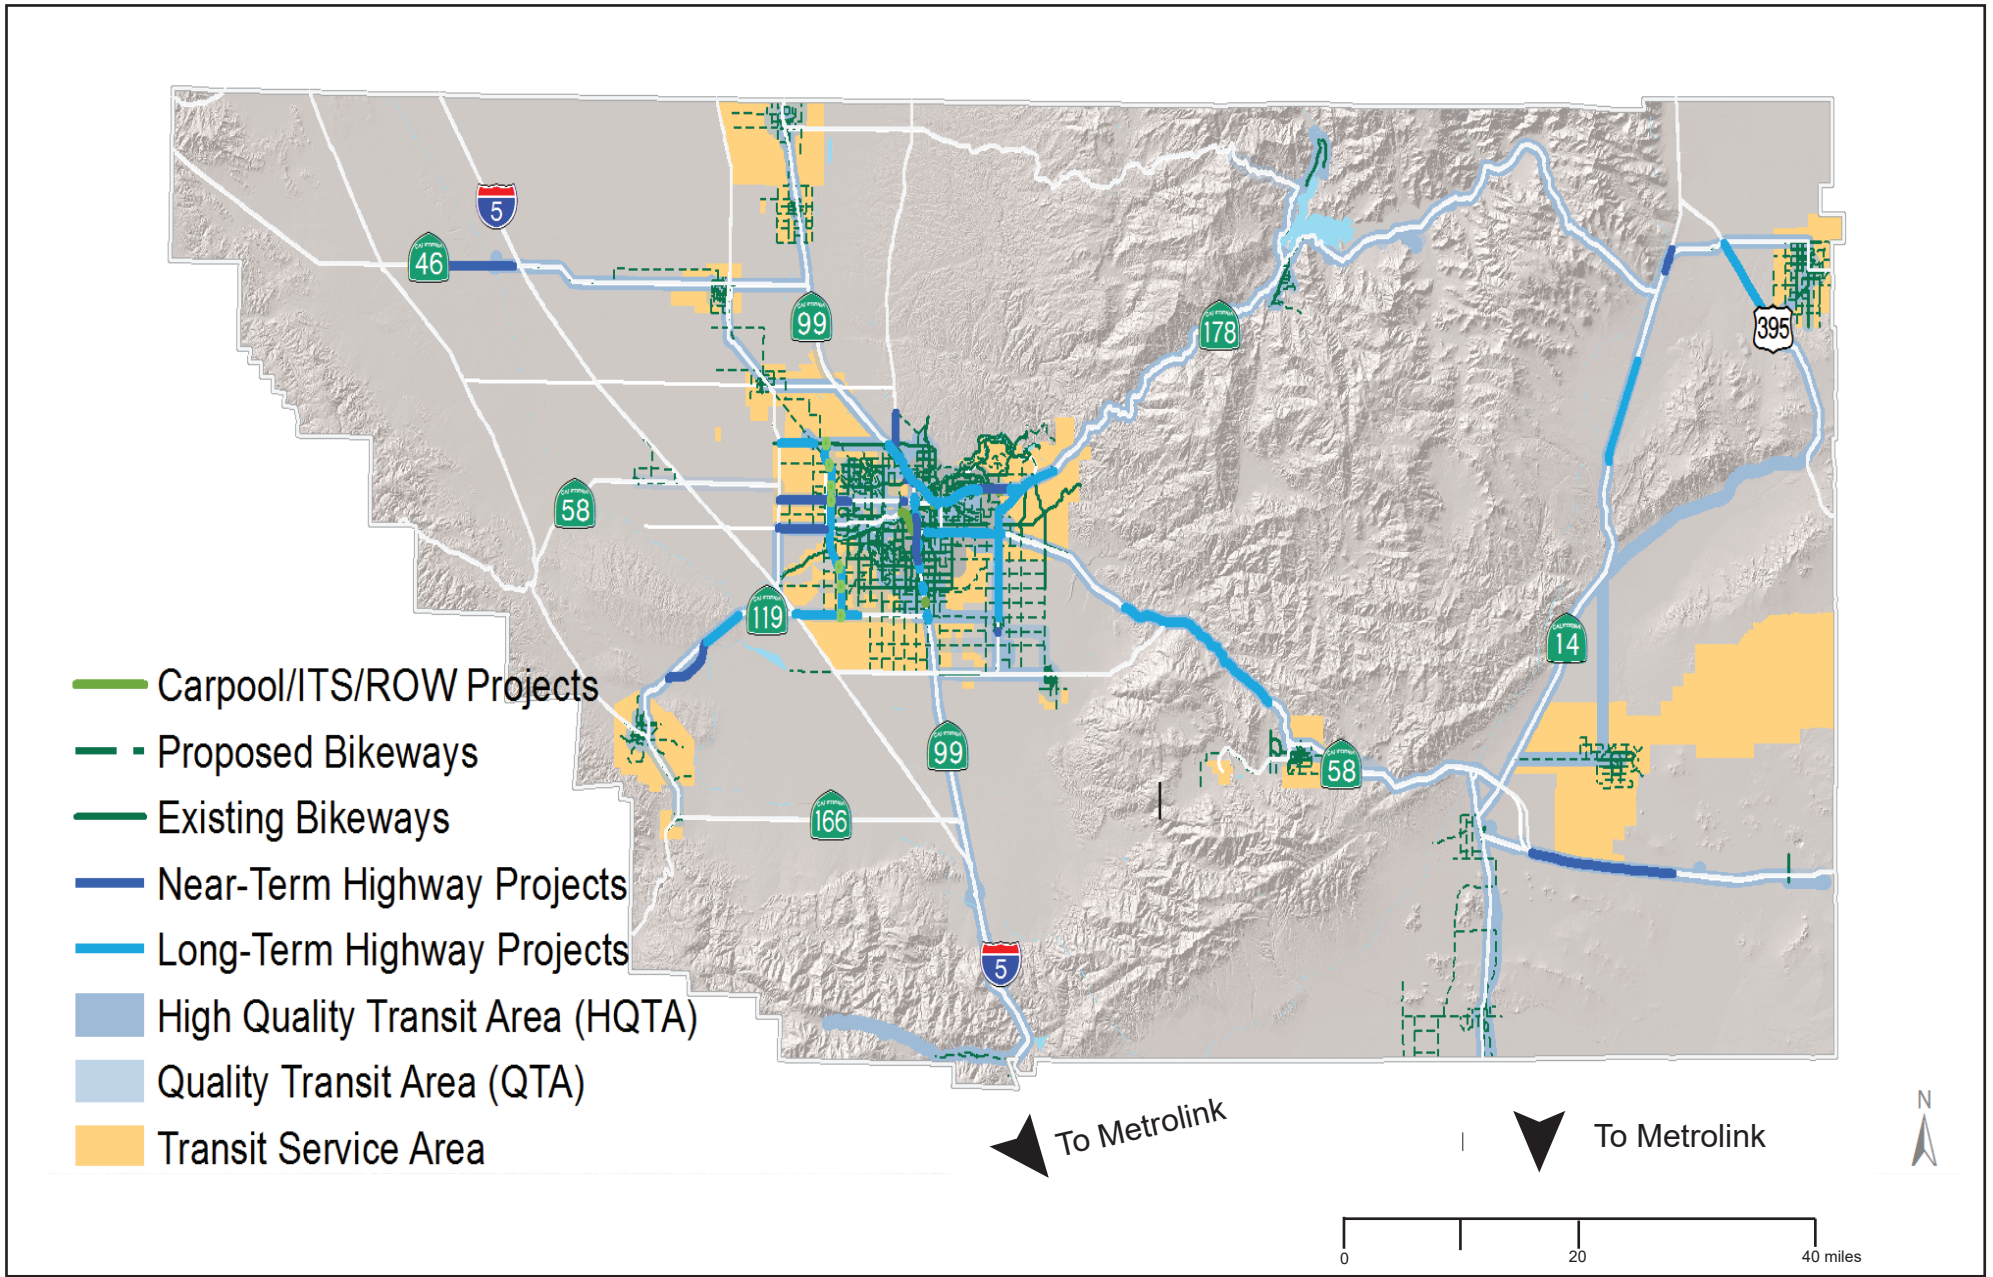 5
46
99
178
395
58
119
14
CALIFORNIA
99
58
166
5
Carpool/ITS/ROW Projects
Proposed Bikeways
Existing Bikeways
Near-Term Highway Projects
Long-Term Highway Projects
High Quality Transit Area (HQTA)
Quality Transit Area (QTA)
Transit Service Area
To Metrolink
To Metrolink
N
0
20
40 miles